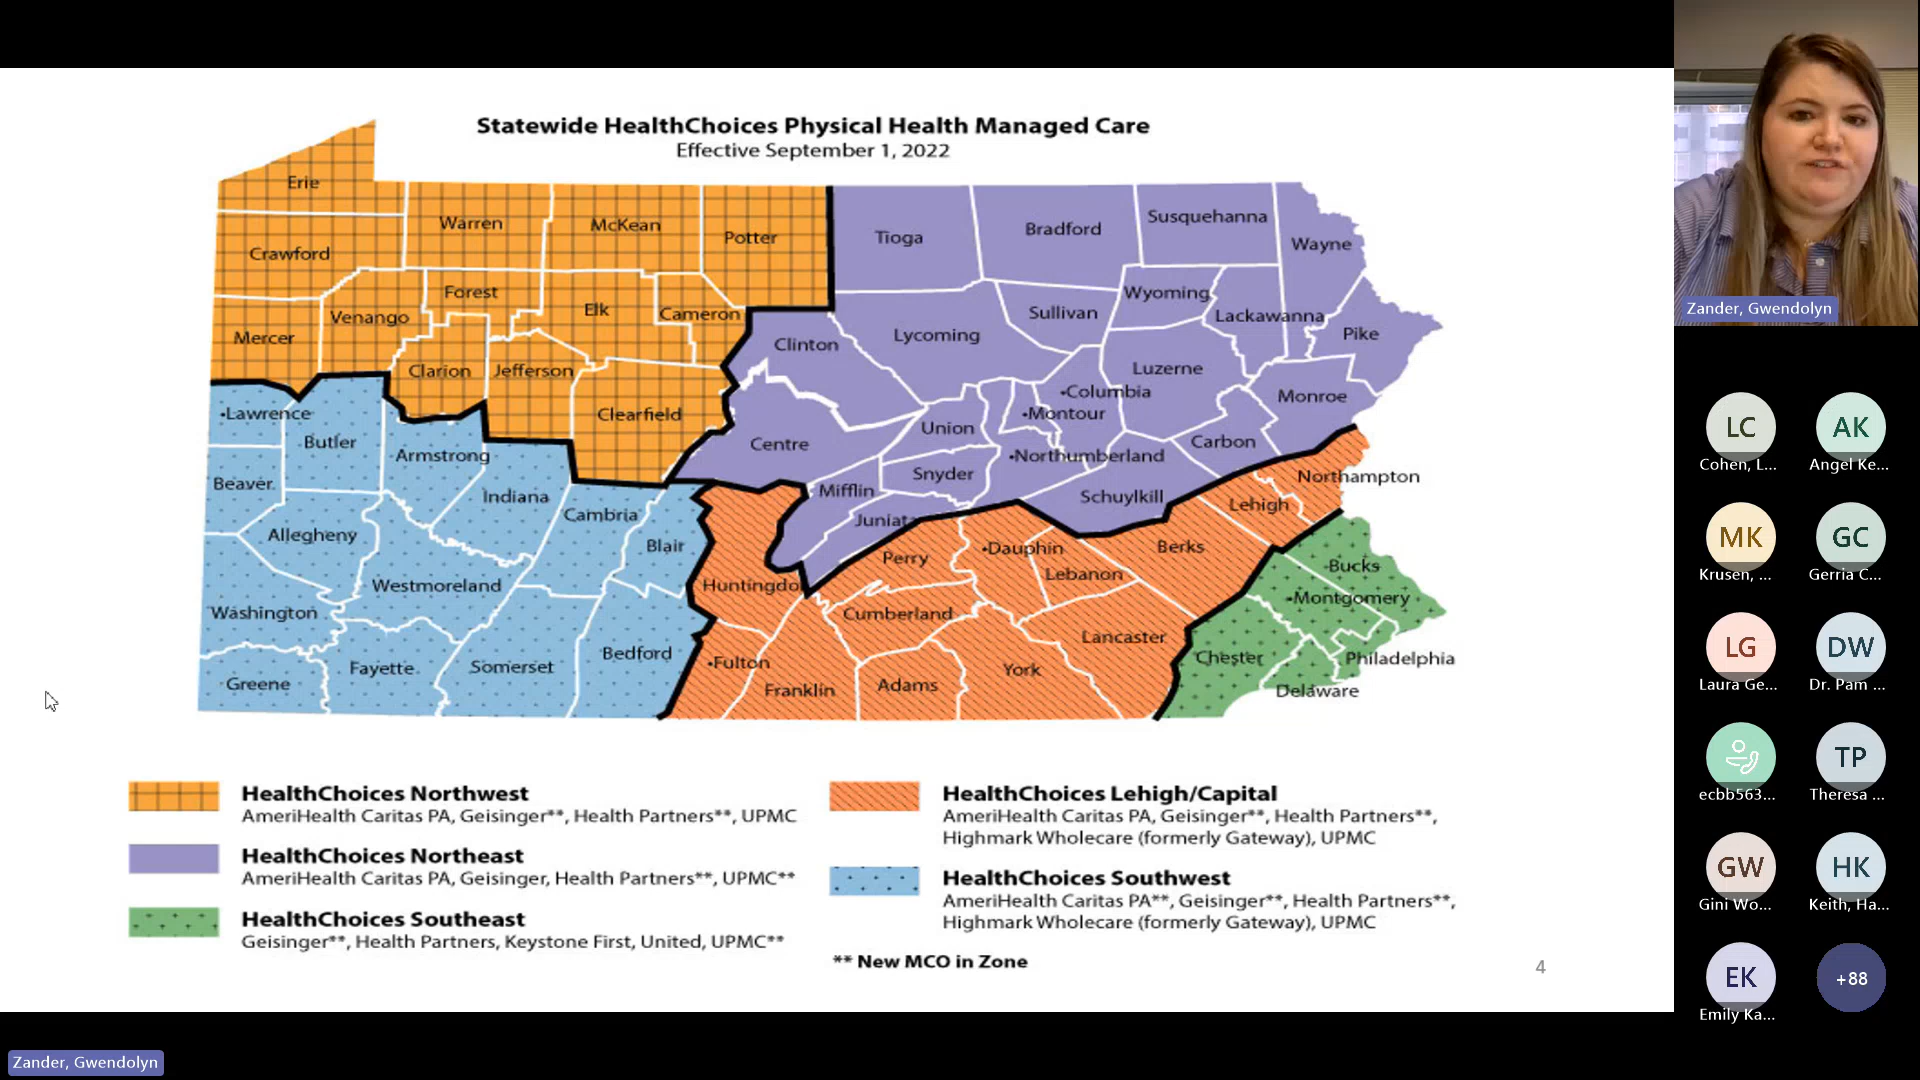 Statewide HealthChoices Physical Health Managed Care
Effective September 1, 2022
Erie
Warren
McKean
Potter
Tioga
Bradford
Susquehanna
Wayne
Crawford
Forest
Elk
Cameron
Venango
Mercer
Clarion
Jefferson
Clearfield
Clinton
Lycoming
Sullivan
Wyoming
Lackawanna
Pike
Luzerne
•Columbia
•Montour
Monroe
Centre
Union
Carbon
•Northumberland
Snyder
Mifflin
Schuylkill
Juniat
•Lawrence
Butler
Armstrong
Beaver
Indiana
Cambria
Allegheny
Blair
Westmoreland
Washington
Greene
Fayette
Somerset
Bedford
Northampton
Lehigh
Berks
•Dauphin
Perry
Lebanon
Huntingdo
Cumberland
Lancaster
•Fulton
Franklin
Adams
York
•Bucks
•Montgomery
Chester
Philadelphia
Delaware
HealthChoices Northwest
AmeriHealth Caritas PA, Geisinger**, Health Partners**, UPMC
HealthChoices Northeast
AmeriHealth Caritas PA, Geisinger, Health Partners**, UPMC**
HealthChoices Southeast
Geisinger**, Health Partners, Keystone First, United, UPMC**
HealthChoices Lehigh/Capital
AmeriHealth Caritas PA, Geisinger**, Health Partners**,
Highmark Wholecare (formerly Gateway), UPMC
HealthChoices Southwest
AmeriHealth Caritas PA**, Geisinger**, Health Partners**,
Highmark Wholecare (formerly Gateway), UPMC
** New MCO in Zone
4
Zander, Gwendolyn
LC
AK
Cohen, L...
Angel Ke...
MK
GC
Krusen, ...
Gerria C...
LG
DW
Laura Ge...
Dr. Pam ...
TP
ecbb563...
Theresa ...
GW
HK
Gini Wo...
Keith, Ha...
EK
+88
Emily Ka...
Zander, Gwendolyn